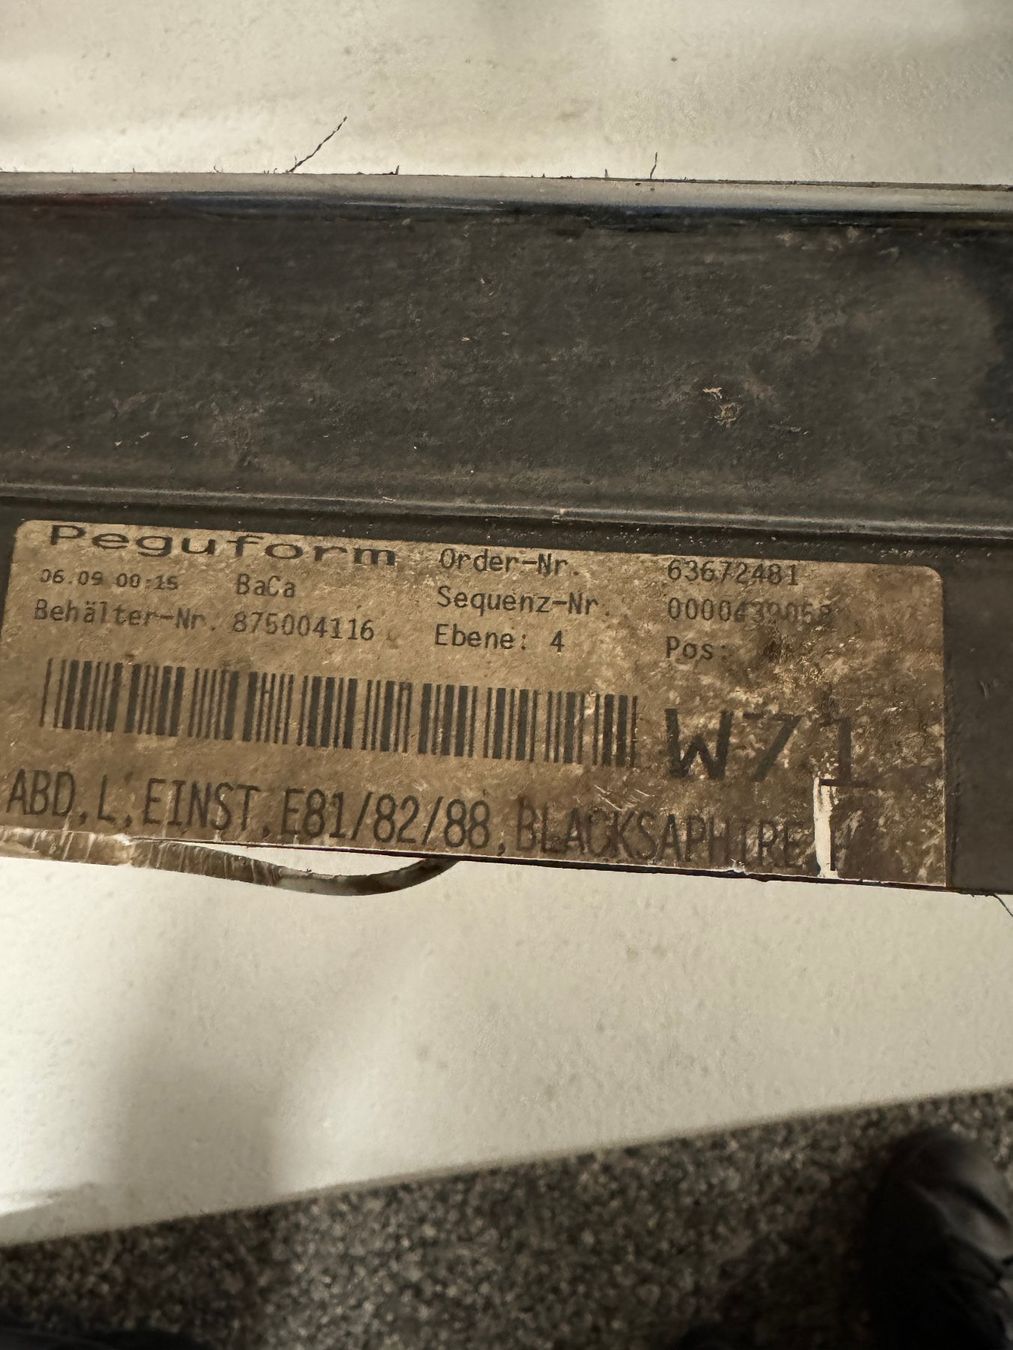 Peguform Order-Nr. 63672481
06.09 00:15 BaCa Sequenz-Nr. 0000439058
Behälter-Nr. 875004116 Ebene: 4 Pos:
W71
ABD,L,EINST,E81/82/88,BLACKSAPHIRE,